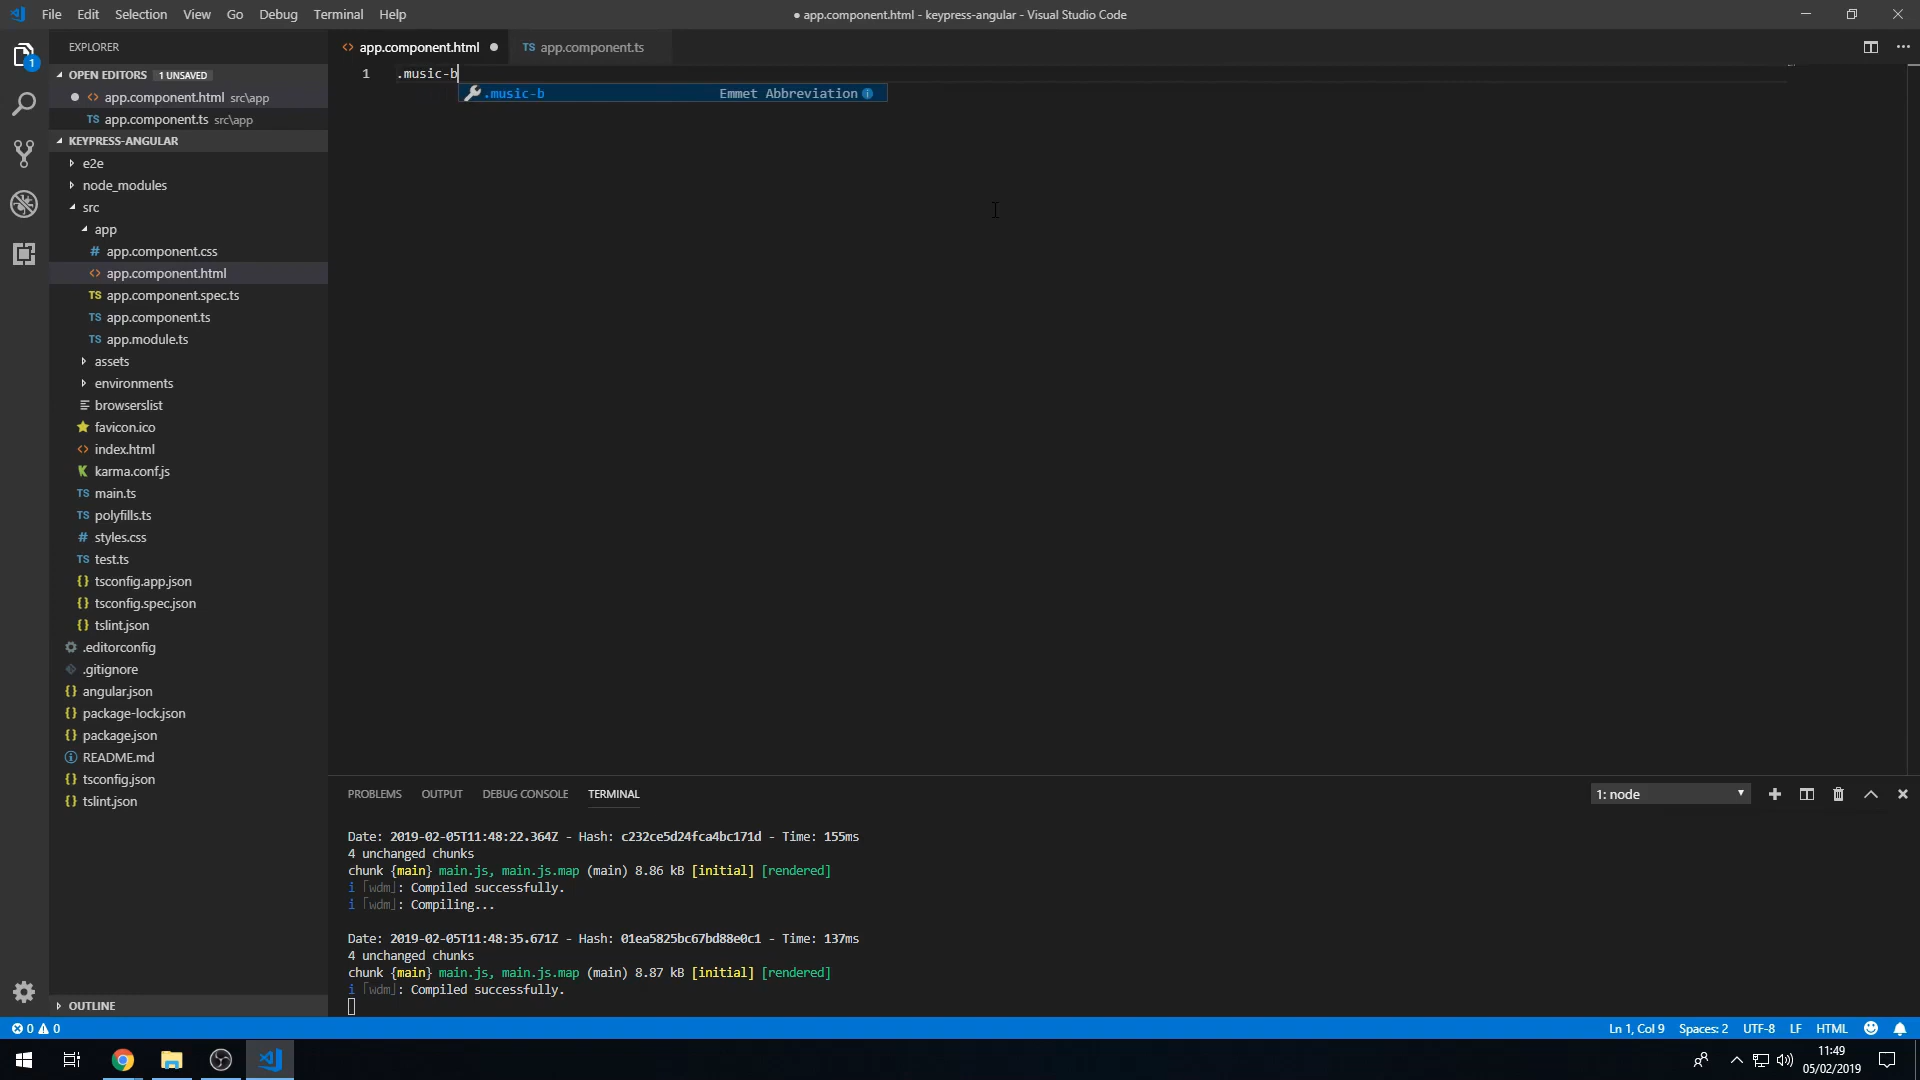 File Edit Selection View Go Debug Terminal Help
● app.component.html - keypress-angular - Visual Studio Code
EXPLORER
OPEN EDITORS 1 UNSAVED
app.component.html src\app
TS app.component.ts src\app
KEYPRESS-ANGULAR
e2e
node_modules
src
app
# app.component.css
<> app.component.html
TS app.component.spec.ts
TS app.component.ts
TS app.module.ts
assets
environments
browserslist
favicon.ico
<> index.html
K karma.conf.js
TS main.ts
TS polyfills.ts
# styles.css
TS test.ts
{} tsconfig.app.json
{} tsconfig.spec.json
{} tslint.json
.editorconfig
.gitignore
{} angular.json
{} package-lock.json
{} package.json
README.md
{} tsconfig.json
{} tslint.json
OUTLINE
1
<> app.component.html
TS app.component.ts
1 .music-b
.music-b Emmet Abbreviation
PROBLEMS OUTPUT DEBUG CONSOLE TERMINAL
1: node
Date: 2019-02-05T11:48:22.364Z - Hash: c232ce5d24fca4bc171d - Time: 155ms
4 unchanged chunks
chunk {main} main.js, main.js.map (main) 8.86 kB [initial] [rendered]
i ｢wdm｣: Compiled successfully.
i ｢wdm｣: Compiling...
Date: 2019-02-05T11:48:35.671Z - Hash: 01ea5825bc67bd88e0c1 - Time: 137ms
4 unchanged chunks
chunk {main} main.js, main.js.map (main) 8.87 kB [initial] [rendered]
i ｢wdm｣: Compiled successfully.
0 0
Ln 1, Col 9 Spaces: 2 UTF-8 LF HTML
11:49
05/02/2019